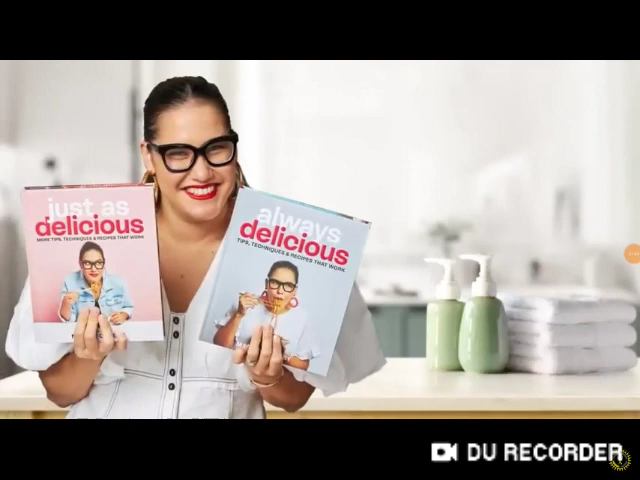 just as
delicious
MORE TIPS, TECHNIQUES & RECIPES THAT WORK
always
delicious
TIPS, TECHNIQUES & RECIPES THAT WORK
DU RECORDER